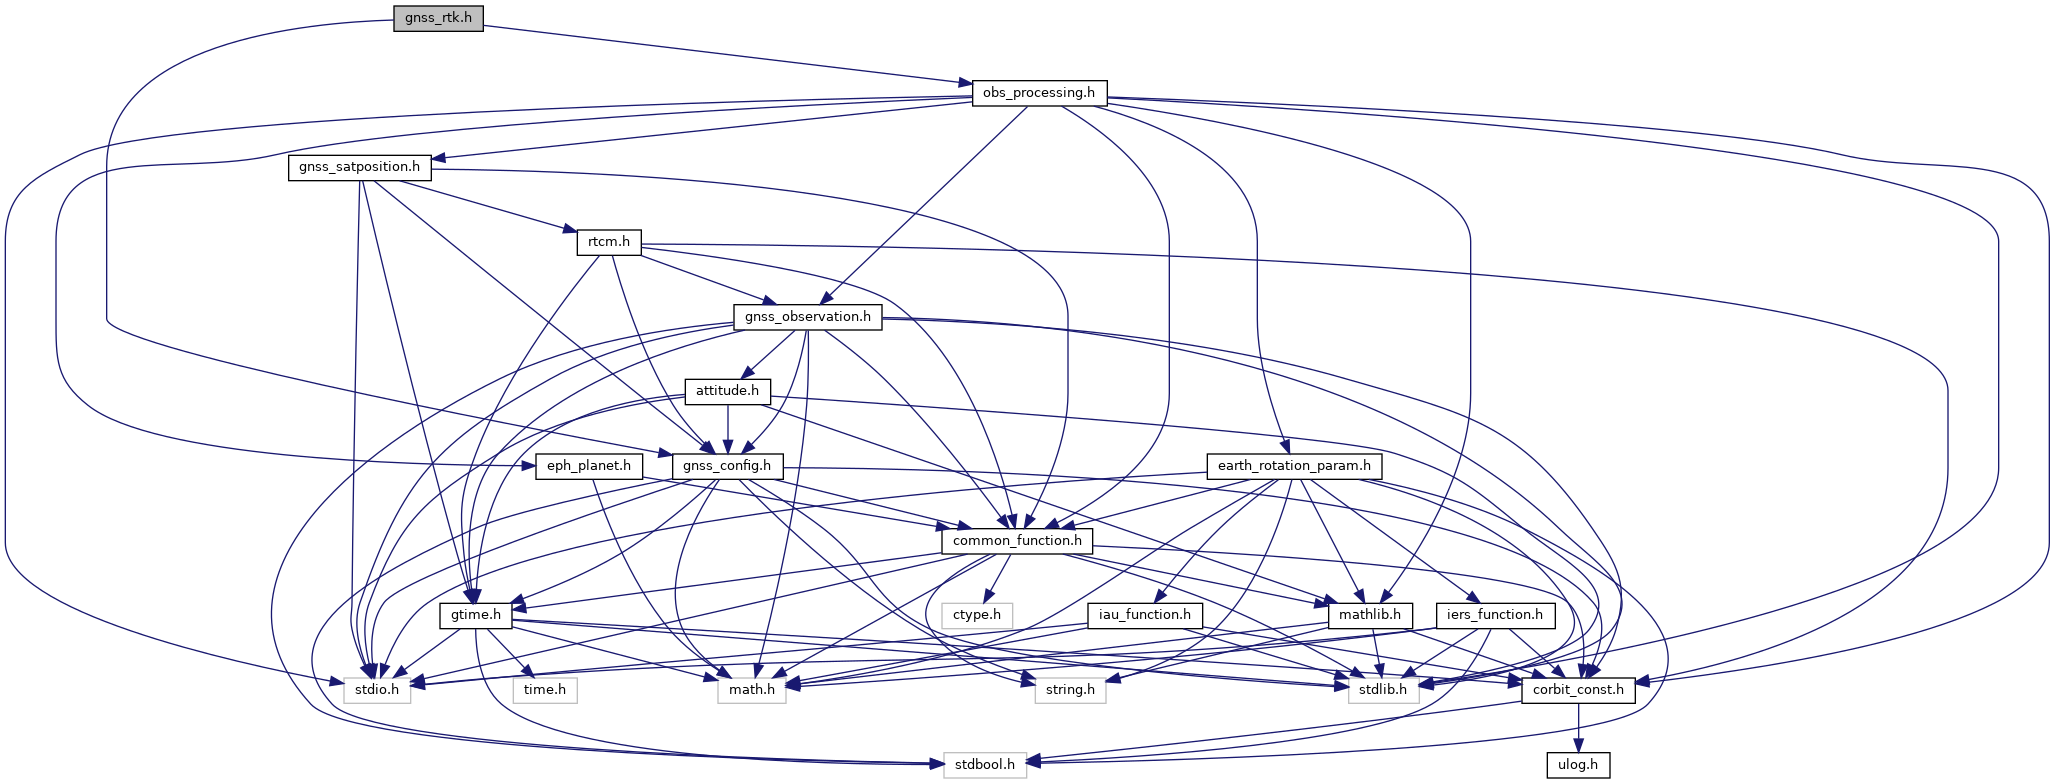 gnss_rtk.h
obs_processing.h
gnss_satposition.h
rtcm.h
gnss_observation.h
attitude.h
eph_planet.h
gnss_config.h
earth_rotation_param.h
common_function.h
gtime.h
ctype.h
iau_function.h
mathlib.h
iers_function.h
stdio.h
time.h
math.h
string.h
stdlib.h
corbit_const.h
stdbool.h
ulog.h